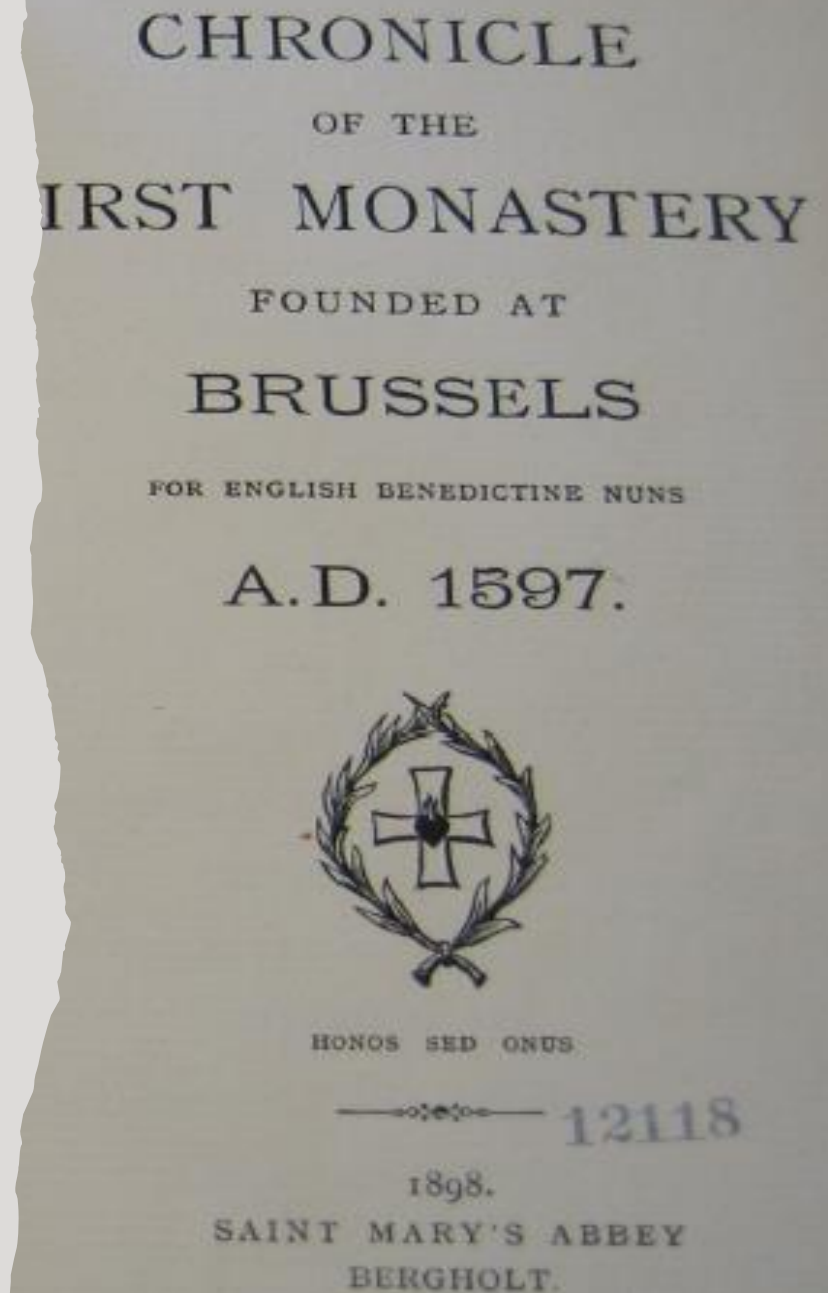 CHRONICLE
OF THE
IRST MONASTERY
FOUNDED AT
BRUSSELS
FOR ENGLISH BENEDICTINE NUNS
A.D. 1597.
HONOS SED ONUS
12118
1898.
SAINT MARY'S ABBEY
BERGHOLT.